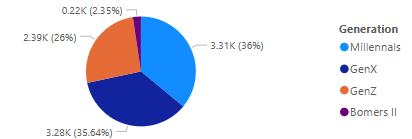 0.22K (2.35%)
2.39K (26%)
3.31K (36%)
3.28K (35.64%)
Generation
Millennals
GenX
GenZ
Bomers II